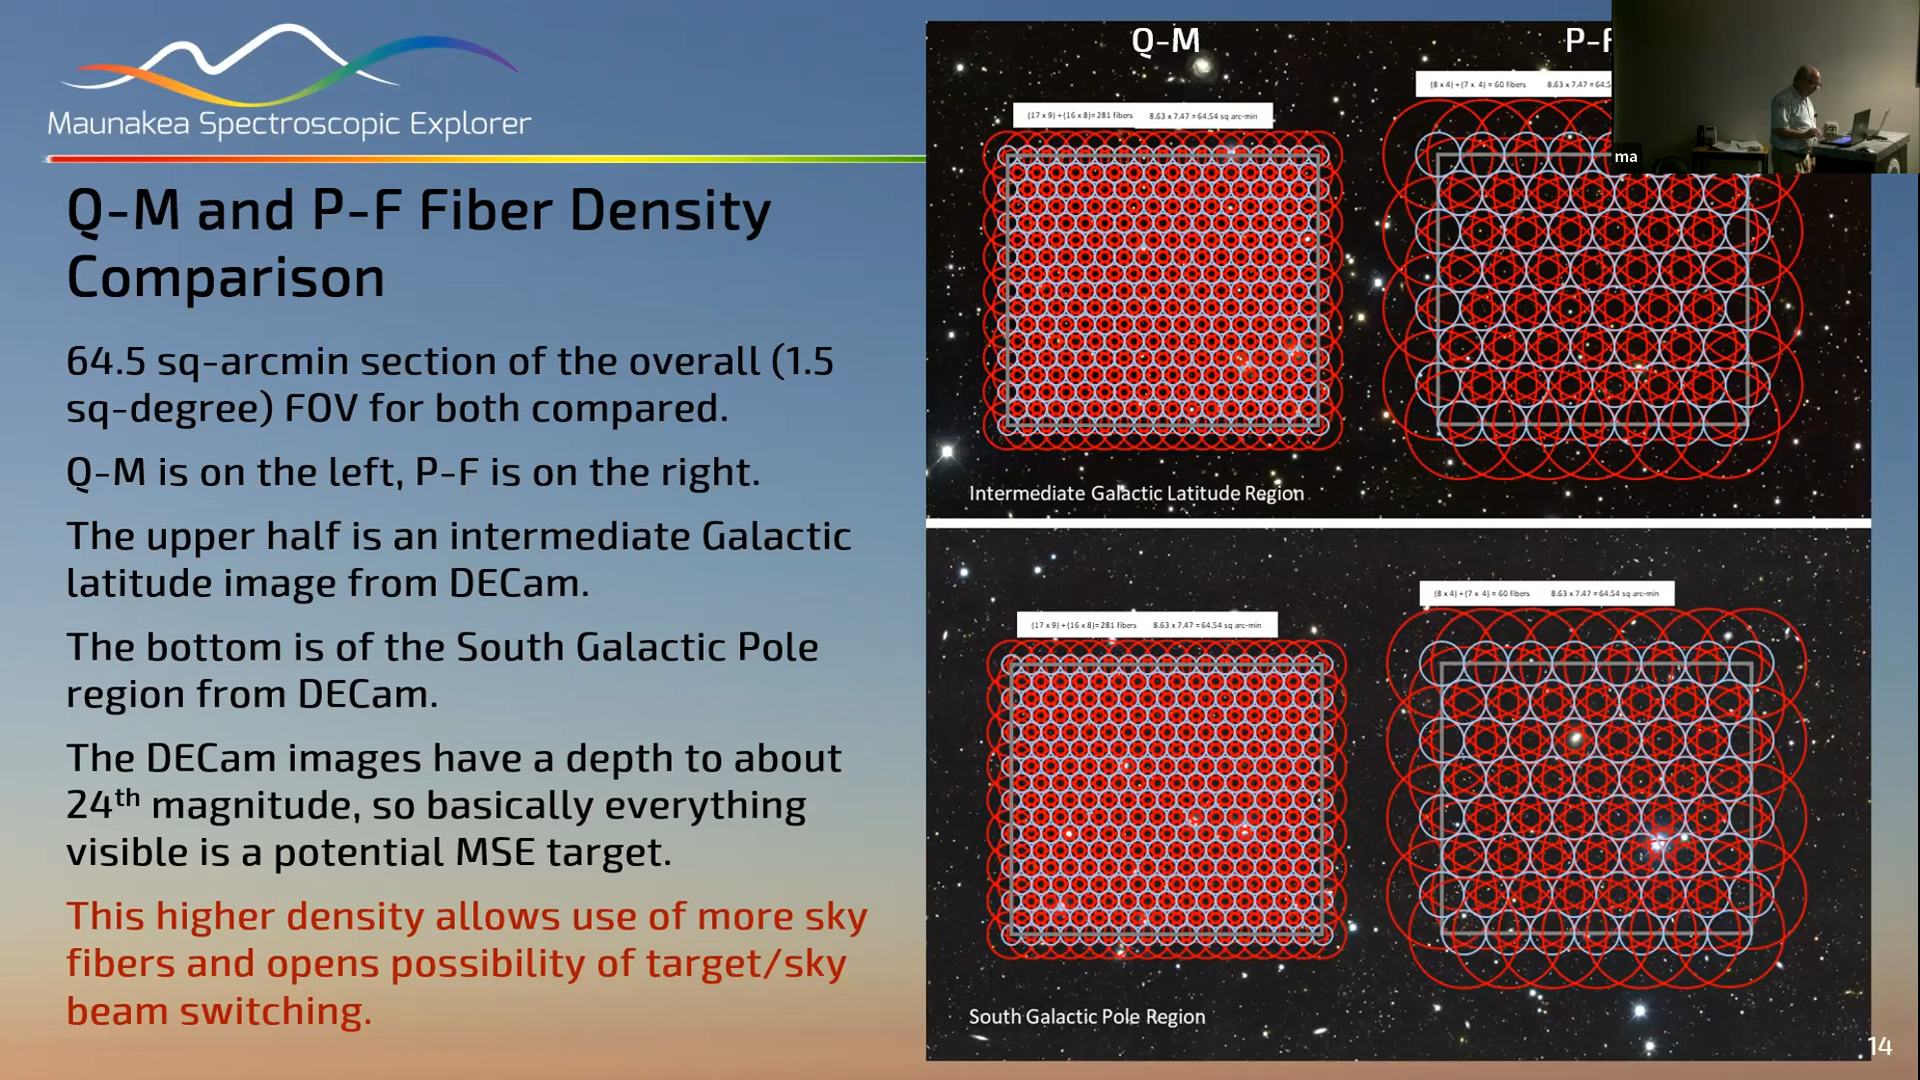 Maunakea Spectroscopic Explorer
Q-M and P-F Fiber Density
Comparison
64.5 sq-arcmin section of the overall (1.5
sq-degree) FOV for both compared.
Q-M is on the left, P-F is on the right.
The upper half is an intermediate Galactic
latitude image from DECam.
The bottom is of the South Galactic Pole
region from DECam.
The DECam images have a depth to about
24th magnitude, so basically everything
visible is a potential MSE target.
This higher density allows use of more sky
fibers and opens possibility of target/sky
beam switching.
Q-M
P-F
(17 x 9) + (16 x 8)= 281 fibers 8.63 x 7.47 = 64.54 sq arc-min
(8 x 4) + (7 x 4) = 60 fibers 8.63 x 7.47 = 64.5
ma
Intermediate Galactic Latitude Region
(17 x 9) + (16 x 8)= 281 fibers 8.63 x 7.47 = 64.54 sq arc-min
(8 x 4) + (7 x 4) = 60 fibers 8.63 x 7.47 = 64.54 sq arc-min
South Galactic Pole Region
14